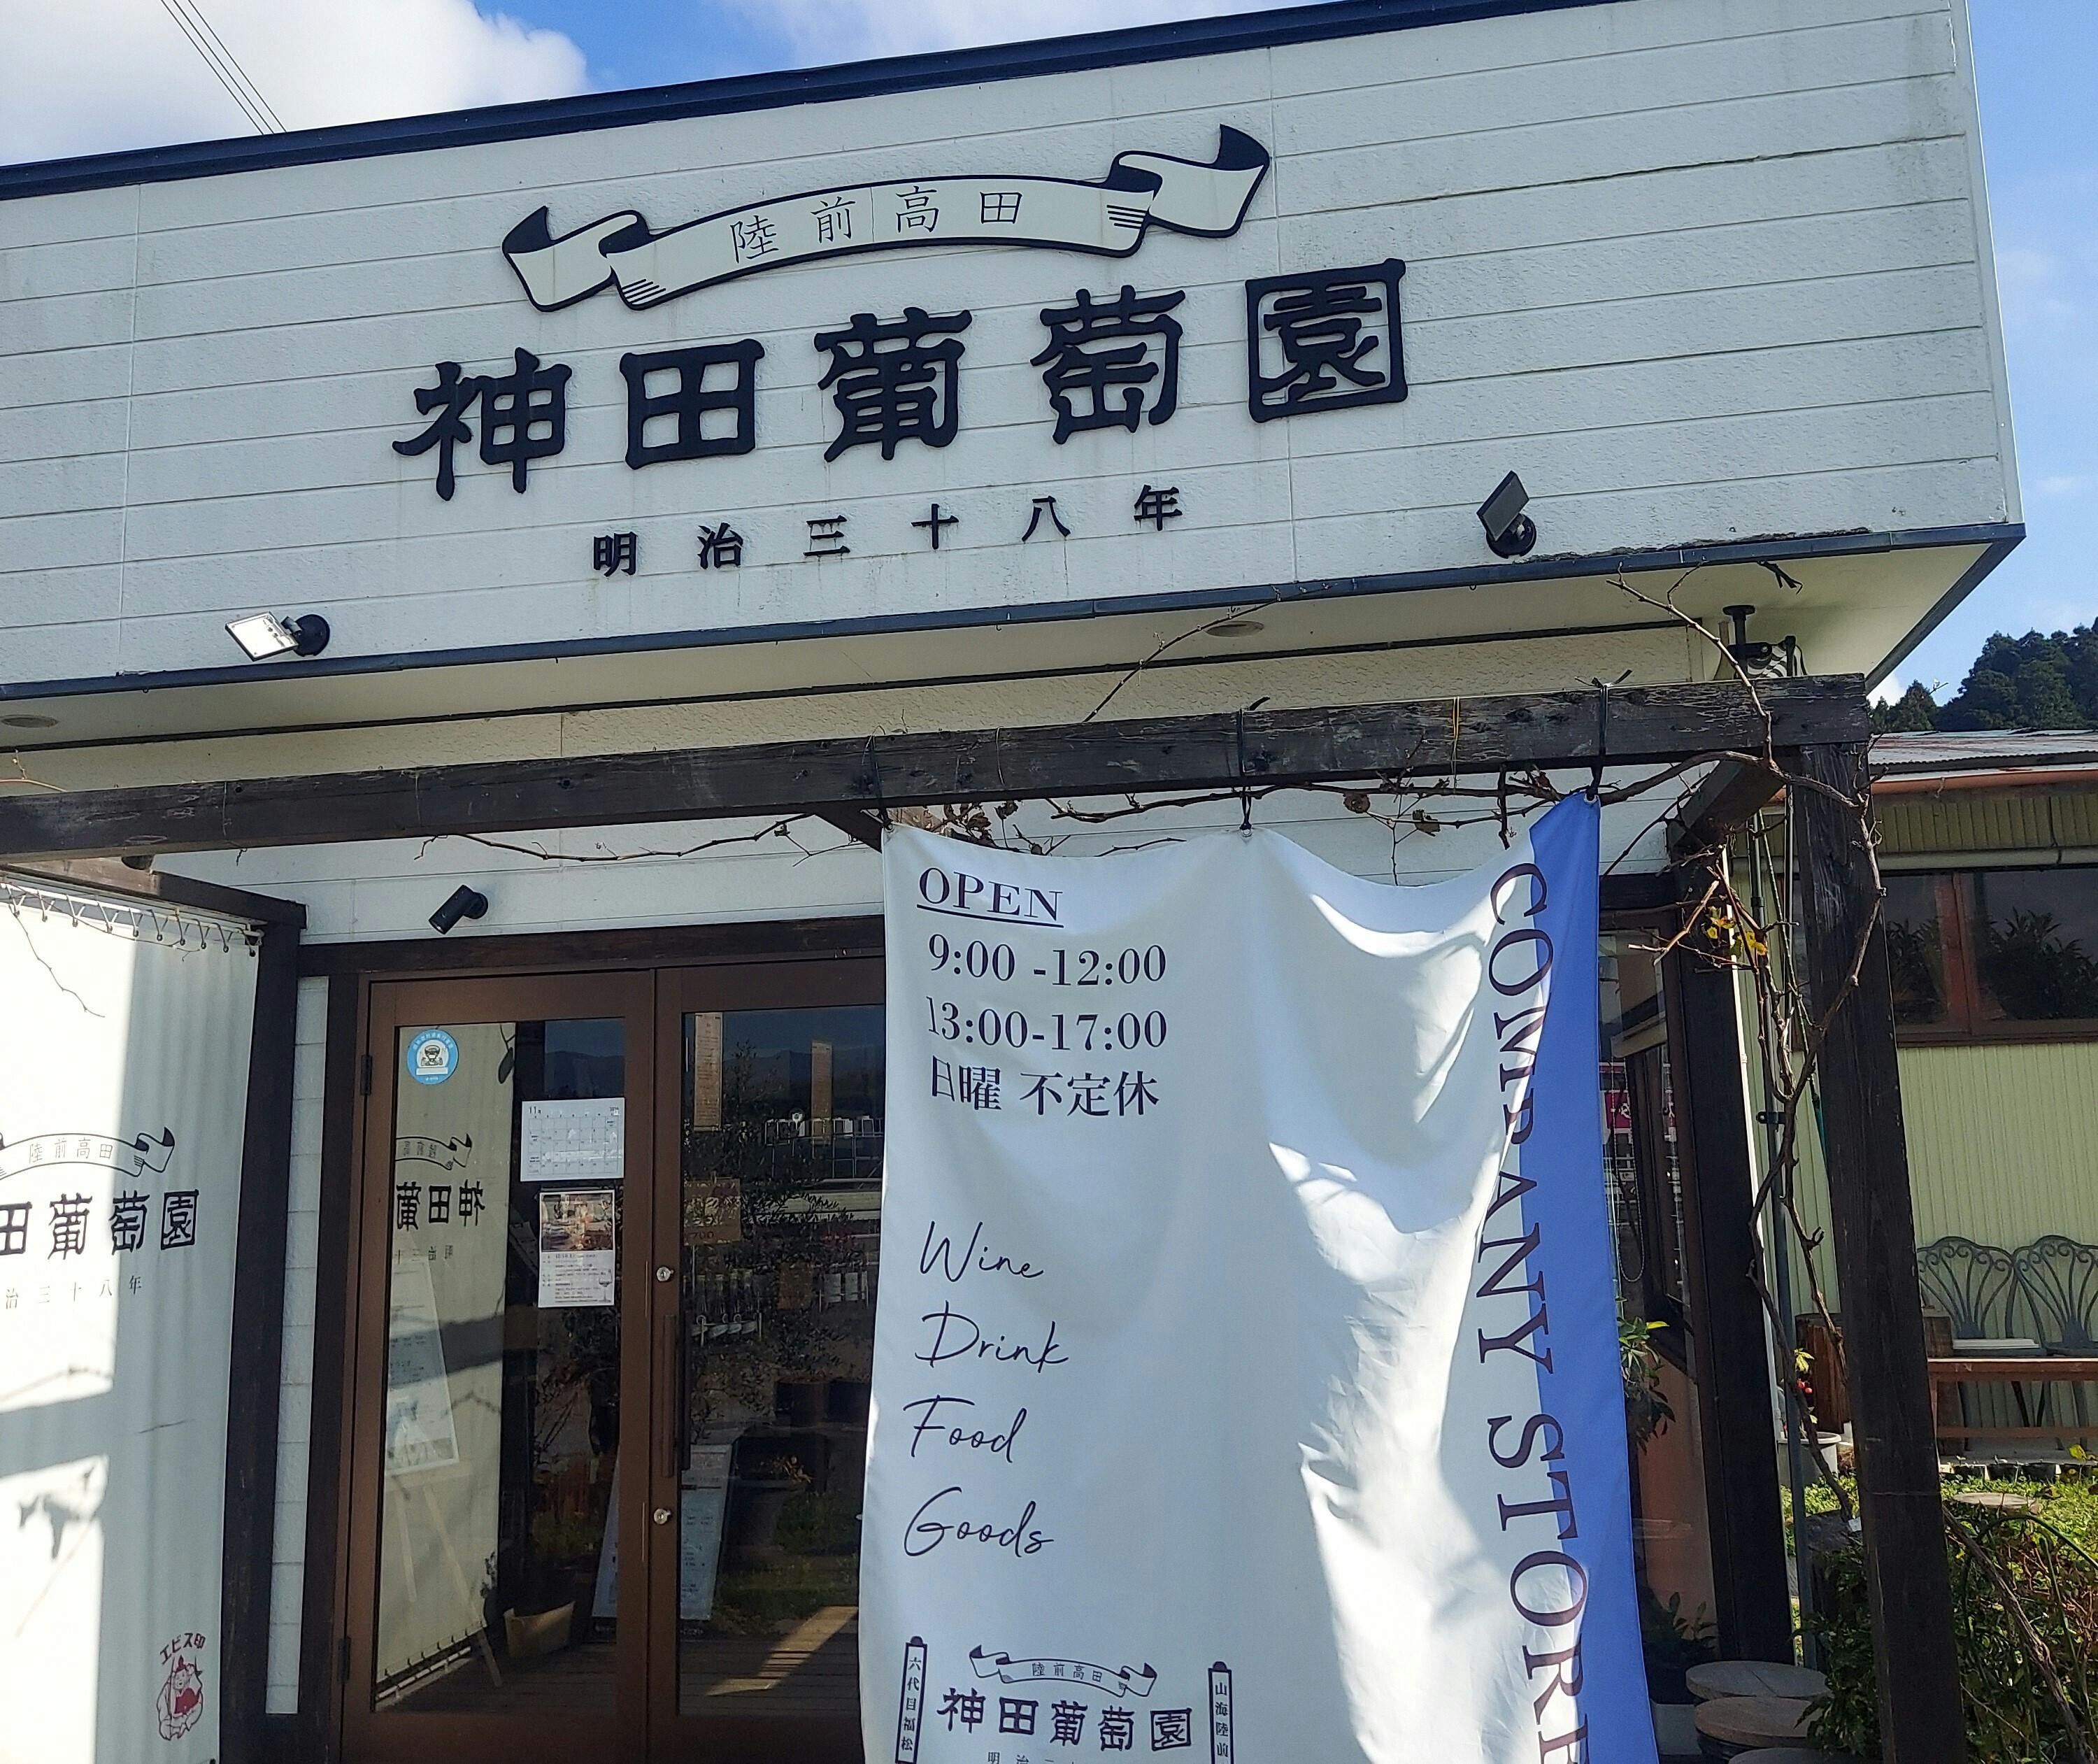 陸前高田
神田葡萄園
明治三十八年
OPEN
9:00 -12:00
13:00-17:00
日曜 不定休
Wine
Drink
Food
Goods
COMPANY STORE
陸前高田
神田葡萄園
六代目福松
山海陸前
陸前高田
田葡萄園
治三十八年
エビス印
11